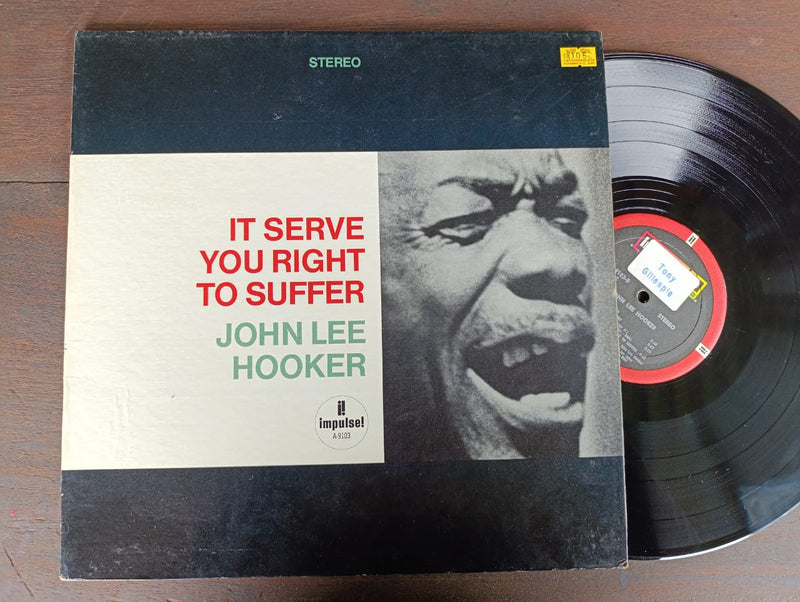 STEREO
IT SERVE
YOU RIGHT
TO SUFFER
JOHN LEE
HOOKER
impulse!
A-9103
Tony
Gillespie
JOHN LEE HOOKER
STEREO